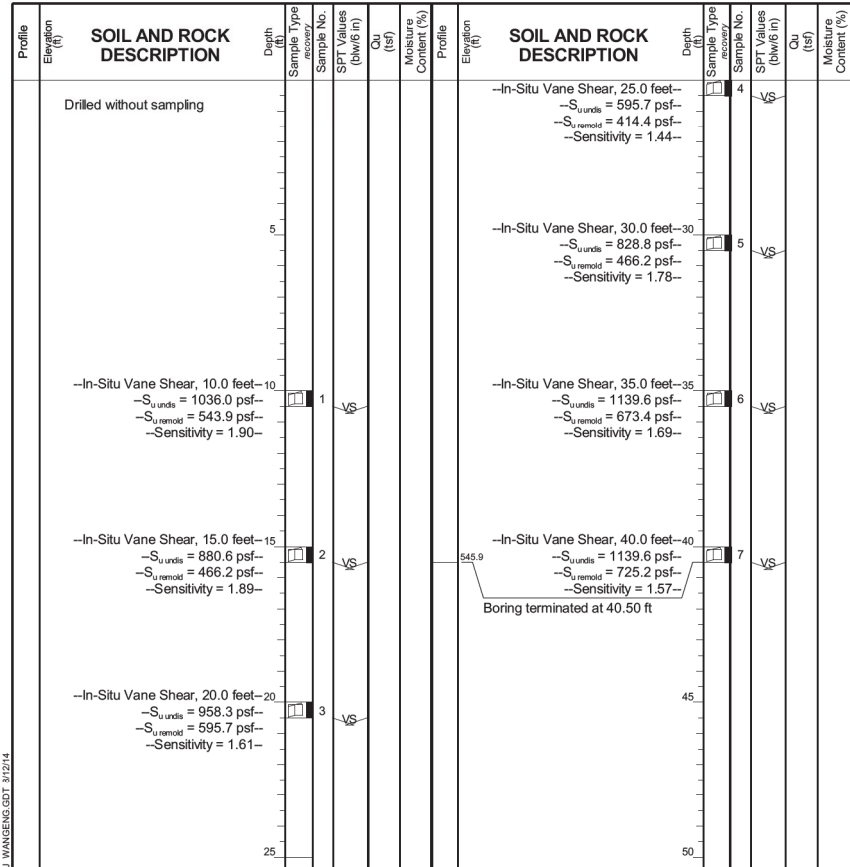 Profile
Elevation (ft)
SOIL AND ROCK DESCRIPTION
Depth (ft)
Sample Type recovery
Sample No.
SPT Values (blw/6 in)
Qu (tsf)
Moisture Content (%)
Profile
Elevation (ft)
SOIL AND ROCK DESCRIPTION
Depth (ft)
Sample Type recovery
Sample No.
SPT Values (blw/6 in)
Qu (tsf)
Moisture Content (%)
Drilled without sampling
5
--In-Situ Vane Shear, 10.0 feet-- 10
1
--Su undis = 1036.0 psf--
VS
--Su remold = 543.9 psf--
--Sensitivity = 1.90--
--In-Situ Vane Shear, 15.0 feet-- 15
2
--Su undis = 880.6 psf--
VS
--Su remold = 466.2 psf--
--Sensitivity = 1.89--
--In-Situ Vane Shear, 20.0 feet-- 20
3
--Su undis = 958.3 psf--
VS
--Su remold = 595.7 psf--
--Sensitivity = 1.61--
25
--In-Situ Vane Shear, 25.0 feet--
4
--Su undis = 595.7 psf--
VS
--Su remold = 414.4 psf--
--Sensitivity = 1.44--
--In-Situ Vane Shear, 30.0 feet-- 30
5
--Su undis = 828.8 psf--
VS
--Su remold = 466.2 psf--
--Sensitivity = 1.78--
--In-Situ Vane Shear, 35.0 feet-- 35
6
--Su undis = 1139.6 psf--
VS
--Su remold = 673.4 psf--
--Sensitivity = 1.69--
--In-Situ Vane Shear, 40.0 feet-- 40
7
545.9
--Su undis = 1139.6 psf--
VS
--Su remold = 725.2 psf--
--Sensitivity = 1.57--
Boring terminated at 40.50 ft
45
50
WANGENG.GDT 3/12/14